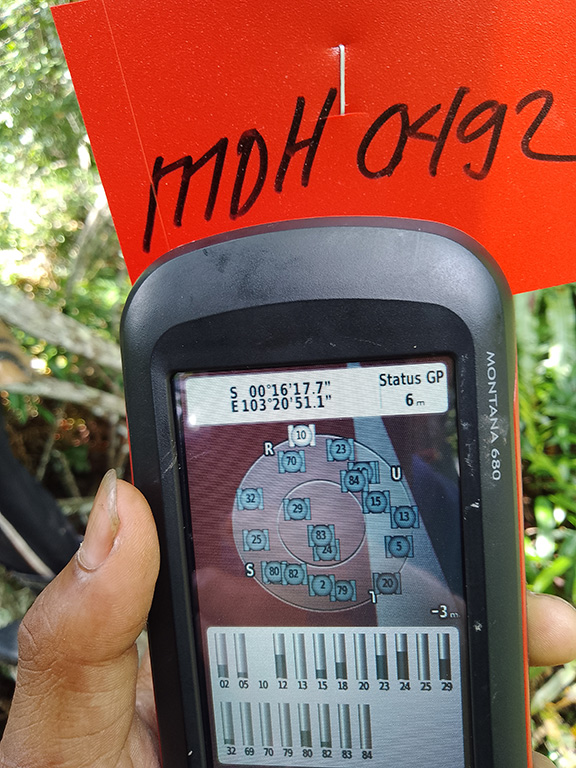 MDH 0492
MONTANA 680
S 00°16'17.7"
E 103°20'51.1"
Status GP
6 m
10
R
23
70
U
84
32
15
29
13
25
83
5
24
S
80
82
2
79
20
-3 m
02 05 10 12 13 15 18 20 23 24 25 29
32 69 70 79 80 82 83 84